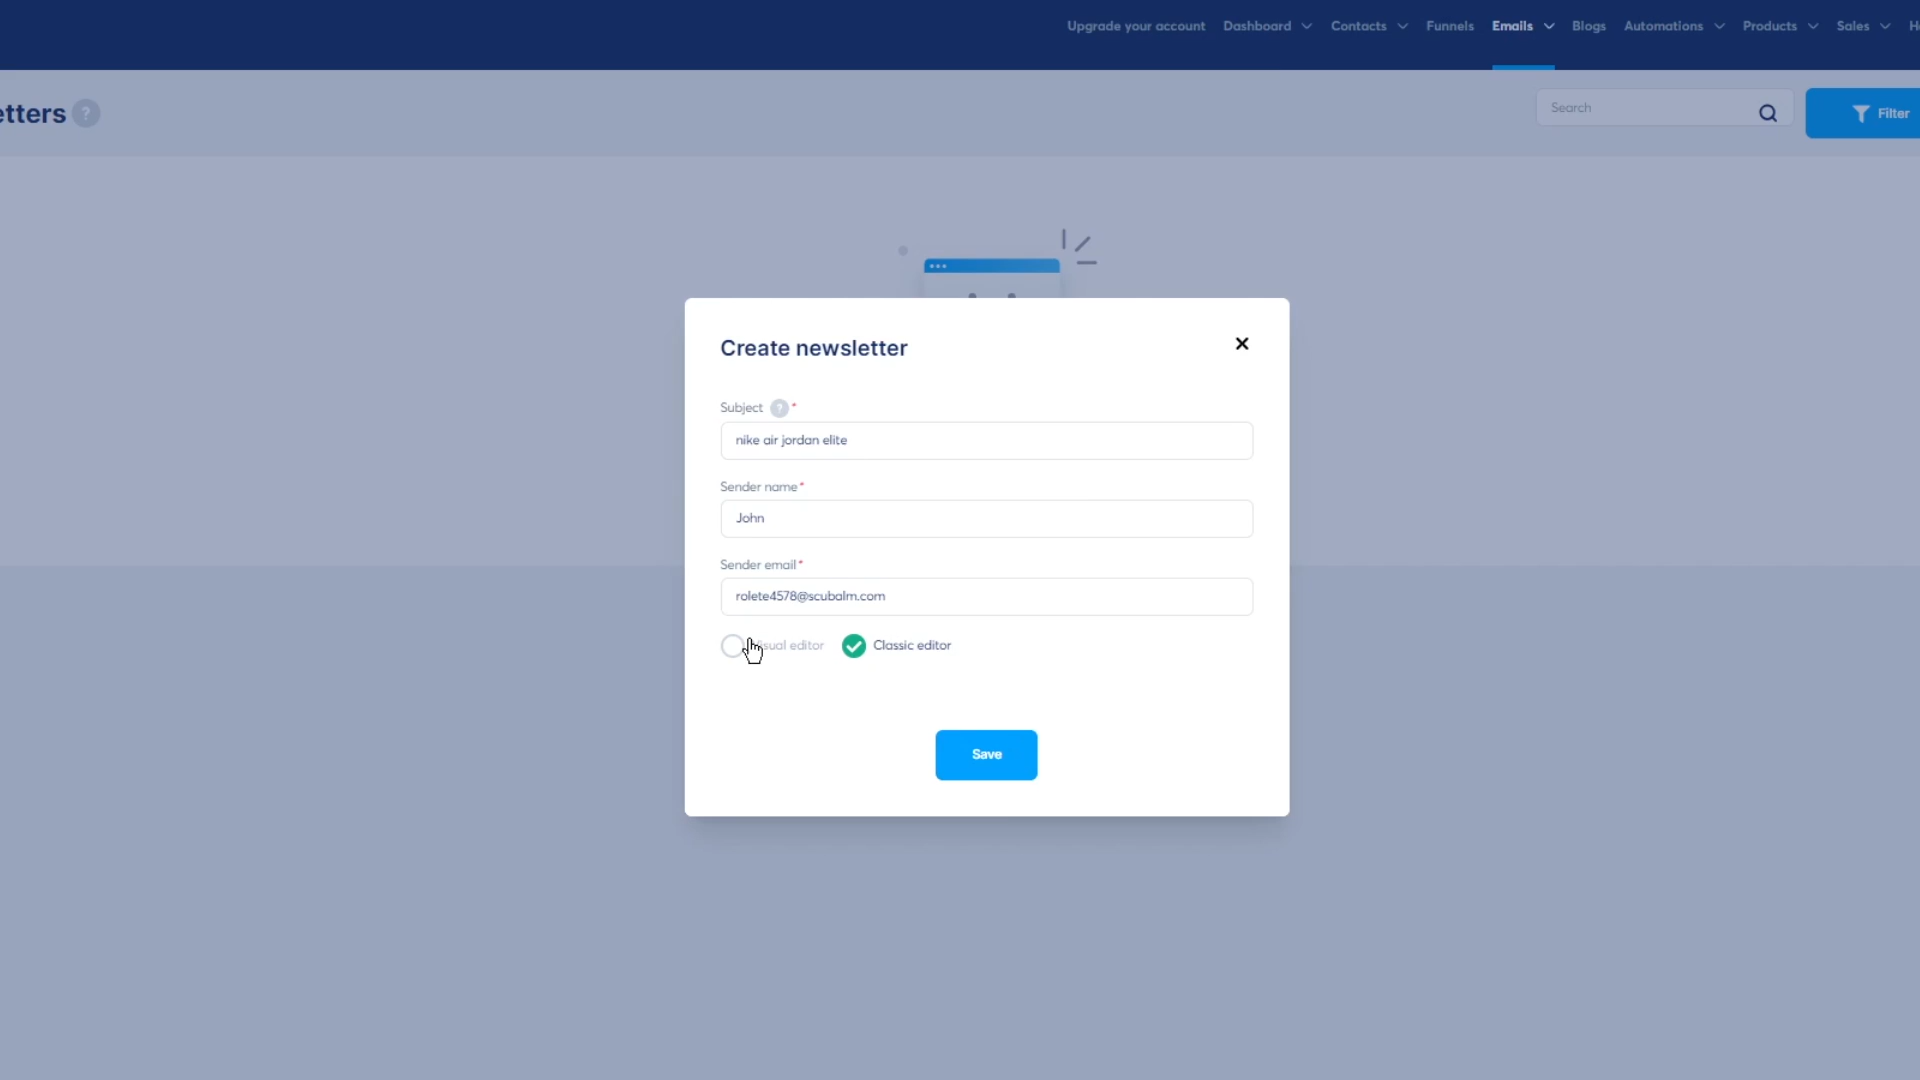 Upgrade your account Dashboard Contacts Funnels Emails Blogs Automations Products Sales
etters ?
Search
Filter
Create newsletter
Subject ? *
nike air jordan elite
Sender name*
John
Sender email*
rolete4578@scubalm.com
isual editor Classic editor
Save